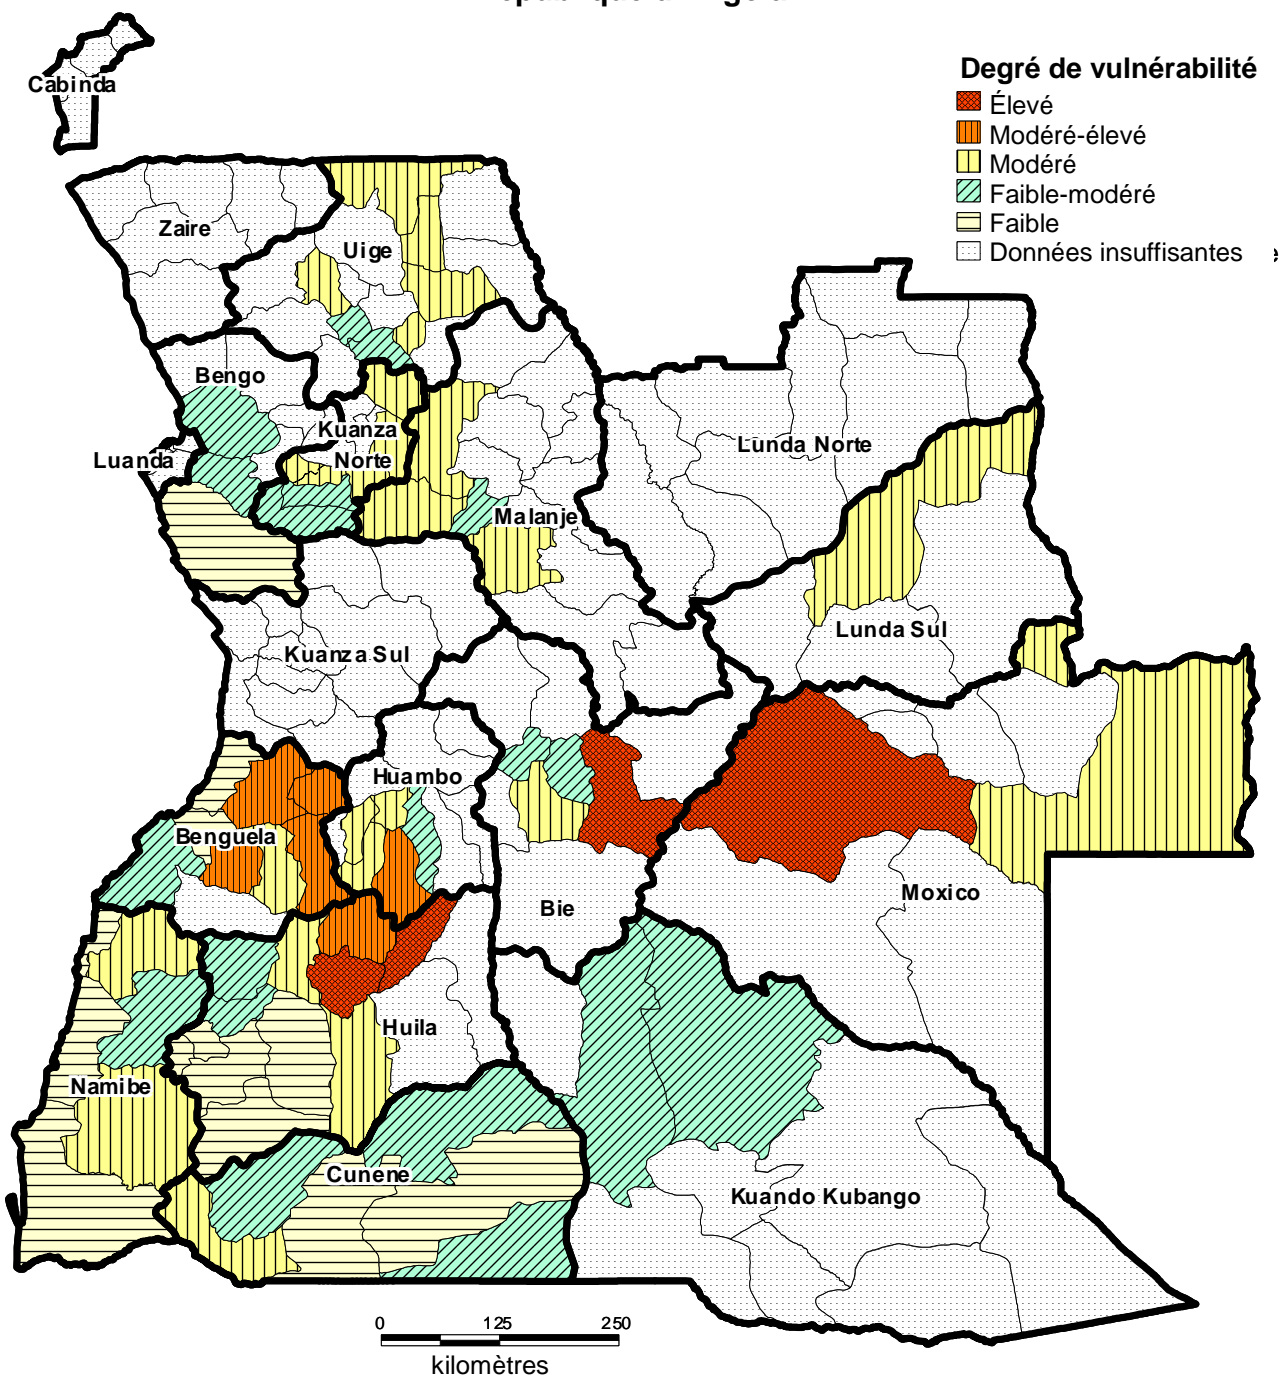 Degré de vulnérabilité
Élevé
Modéré-élevé
Modéré
Faible-modéré
Faible
Données insuffisantes
Cabinda
Zaire
Uige
Bengo
Kuanza
Norte
Luanda
Lunda Norte
Malanje
Lunda Sul
Kuanza Sul
Huambo
Benguela
Moxico
Bie
Huila
Namibe
Cunene
Kuando Kubango
0 125 250
kilomètres